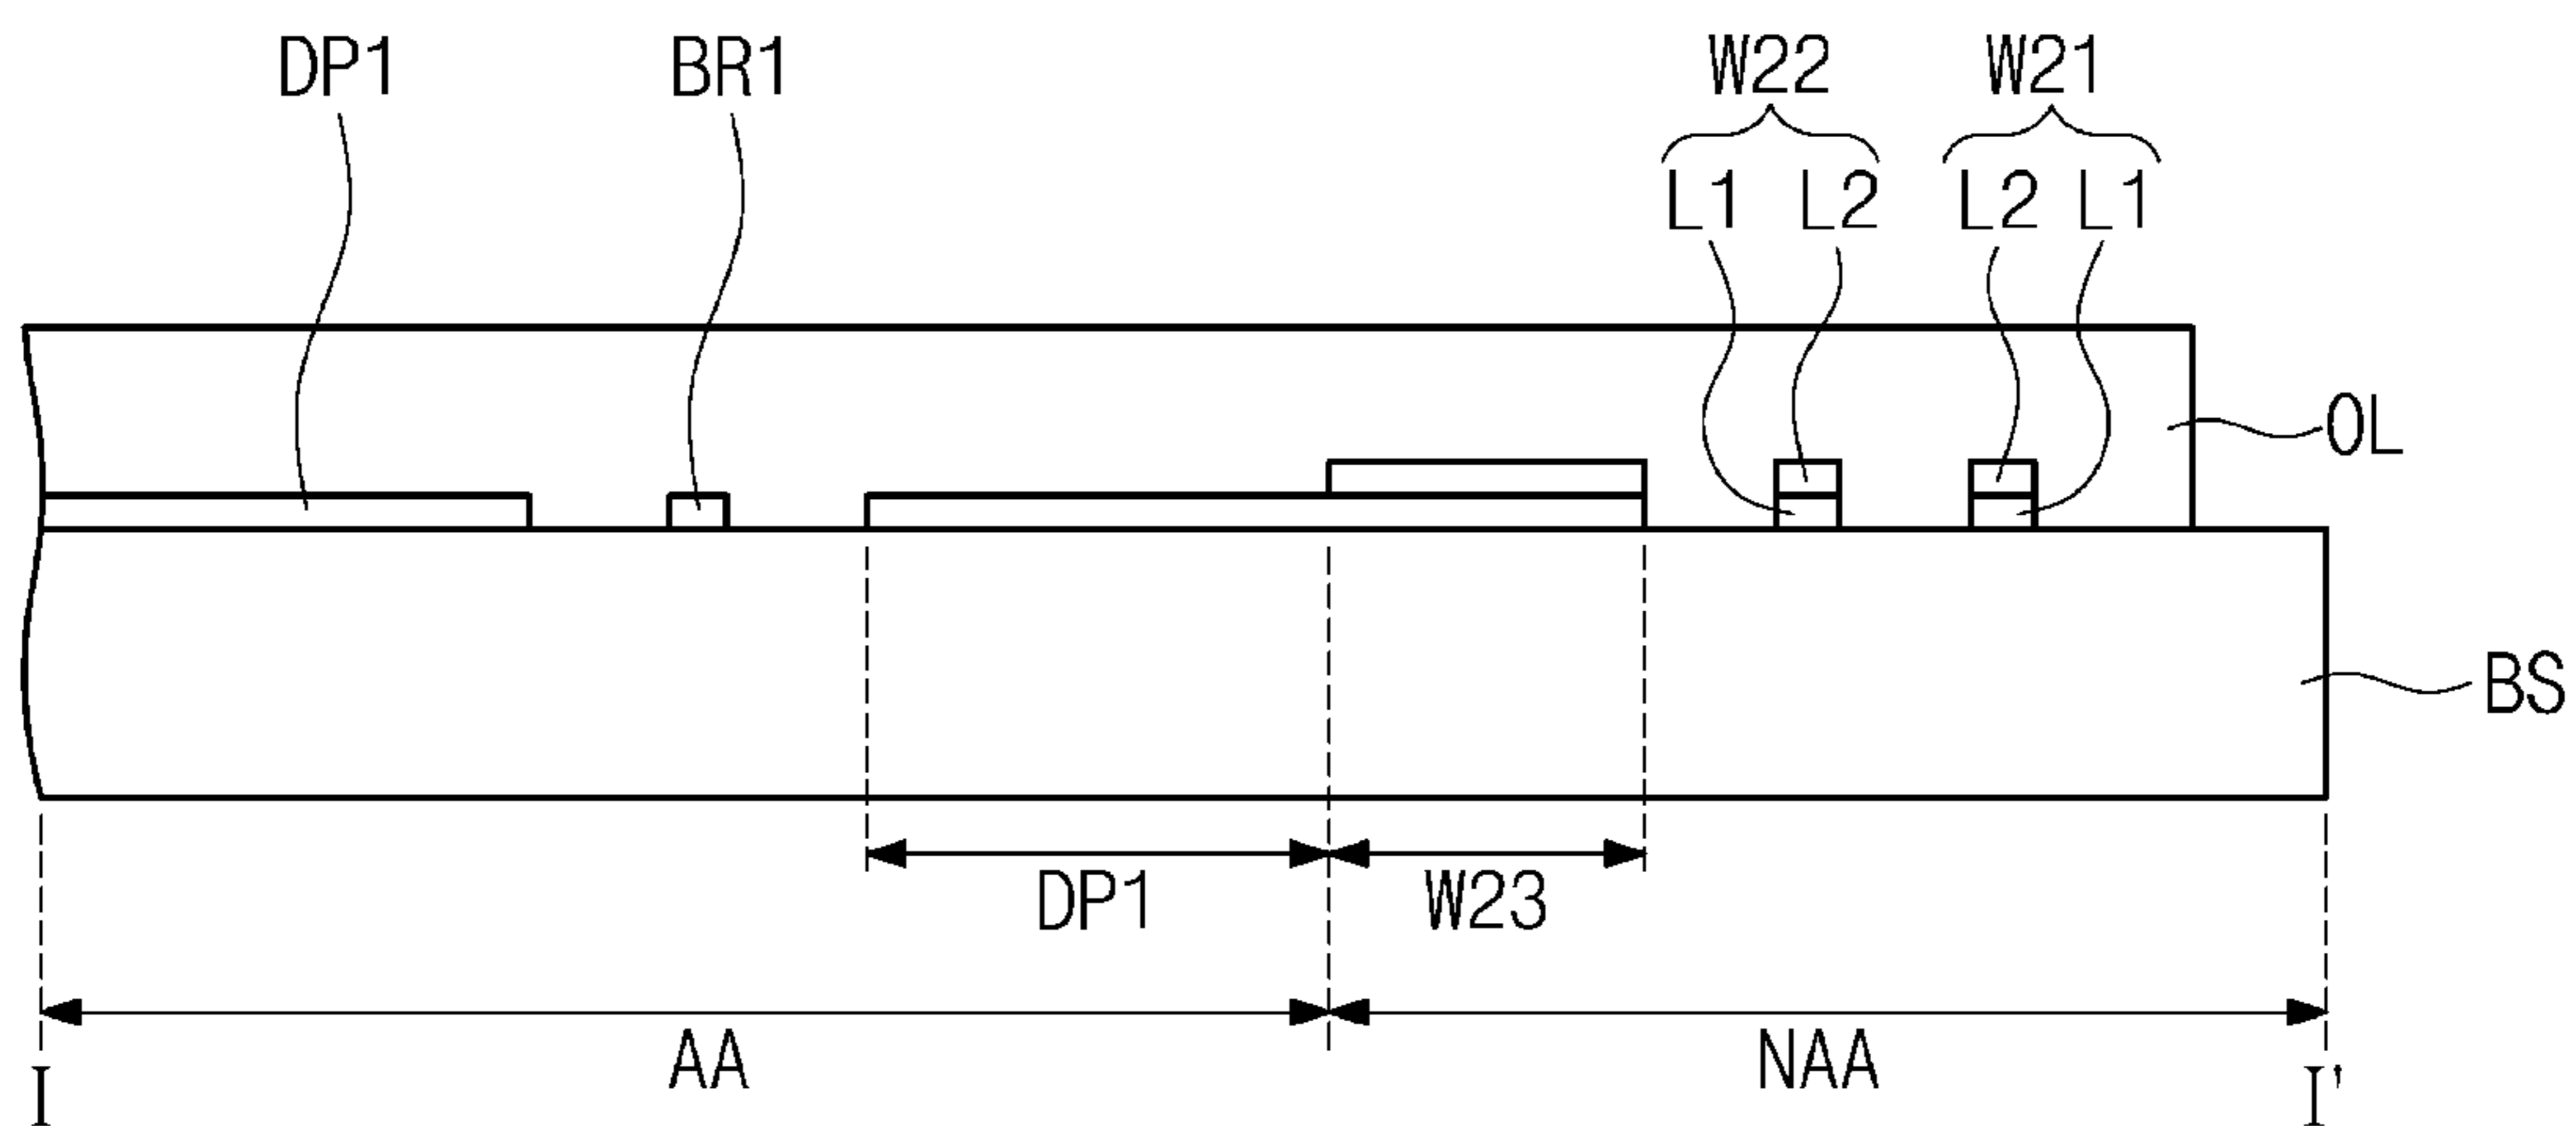 DP1 BR1 W22 W21
L1 L2 L2 L1
OL
BS
DP1 W23
AA NAA
I I'